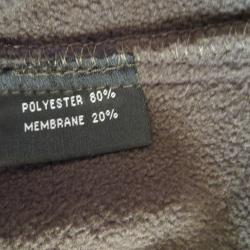 POLYESTER 80%
MEMBRANE 20%